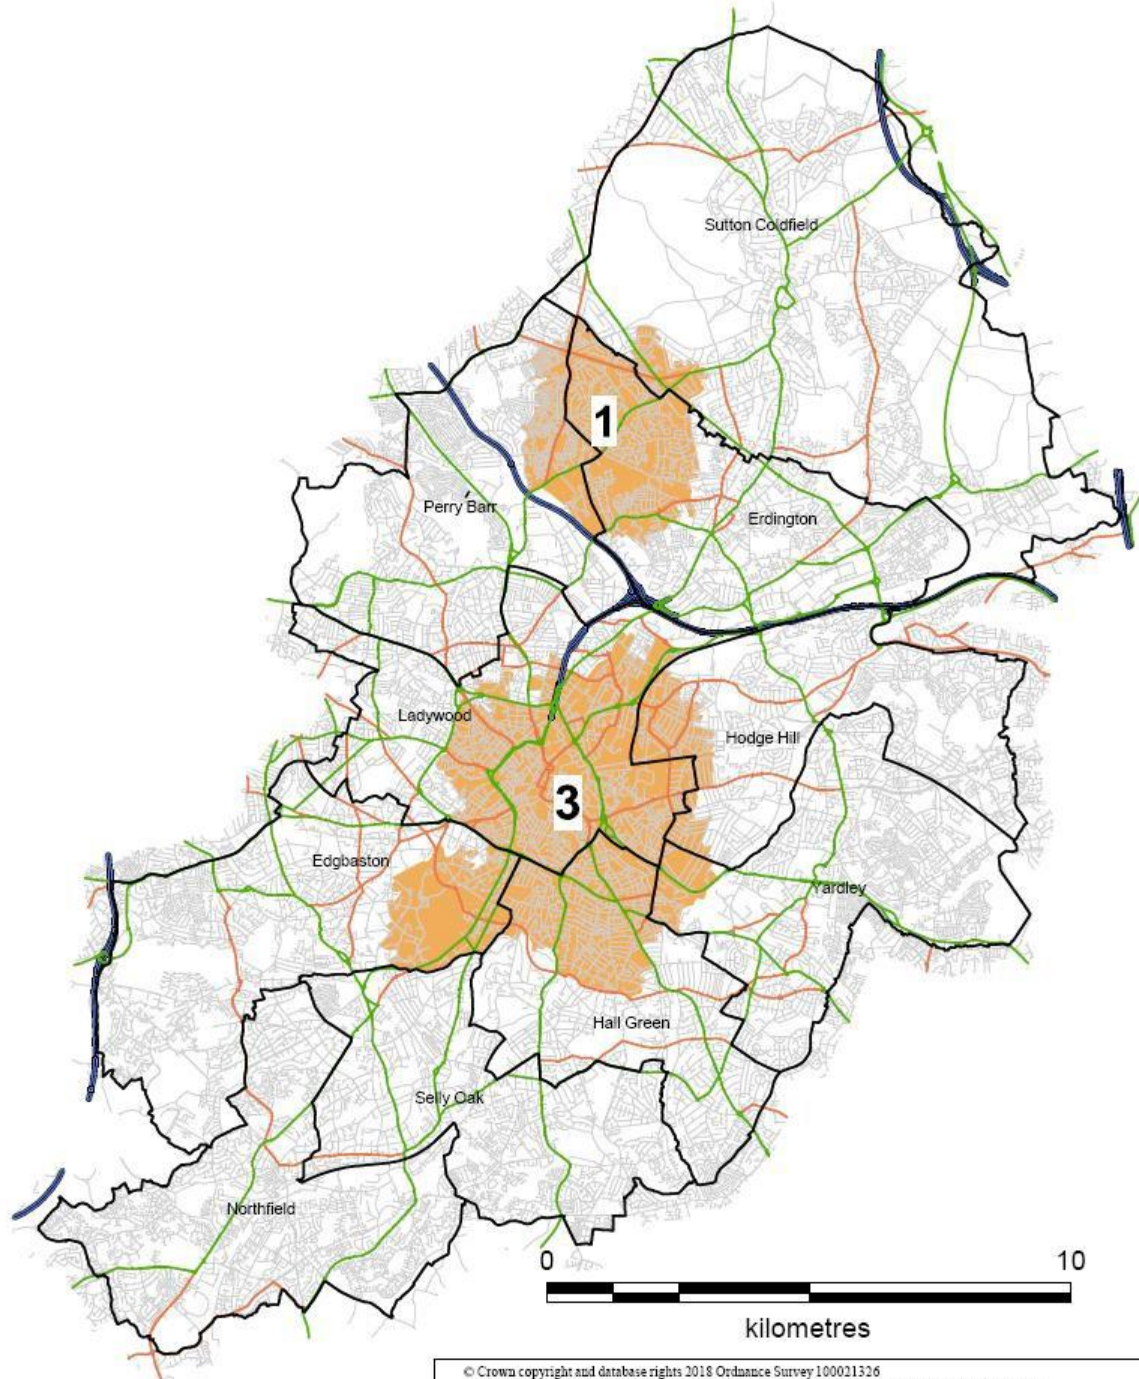 Sutton Coldfield
1
Perry Barr
Erdington
Ladywood
Hodge Hill
3
Edgbaston
Yardley
Hall Green
Selly Oak
Northfield
0 10
kilometres
© Crown copyright and database rights 2018 Ordnance Survey 100021326